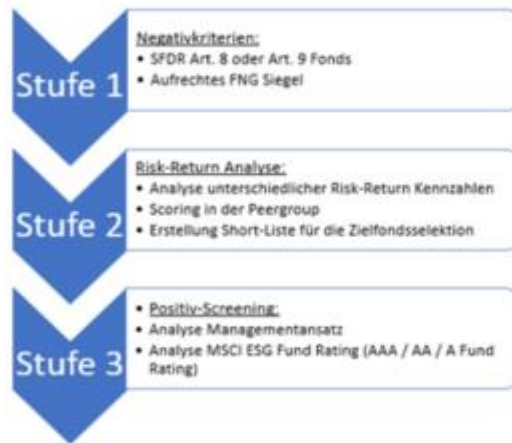 Stufe 1
Negativkriterien:
• SFDR Art. 8 oder Art. 9 Fonds
• Aufrechtes FNG Siegel
Stufe 2
Risk-Return Analyse:
• Analyse unterschiedlicher Risk-Return Kennzahlen
• Scoring in der Peergroup
• Erstellung Short-Liste für die Zielfondsselektion
Stufe 3
• Positiv-Screening:
• Analyse Managementansatz
• Analyse MSCI ESG Fund Rating (AAA / AA / A Fund
Rating)